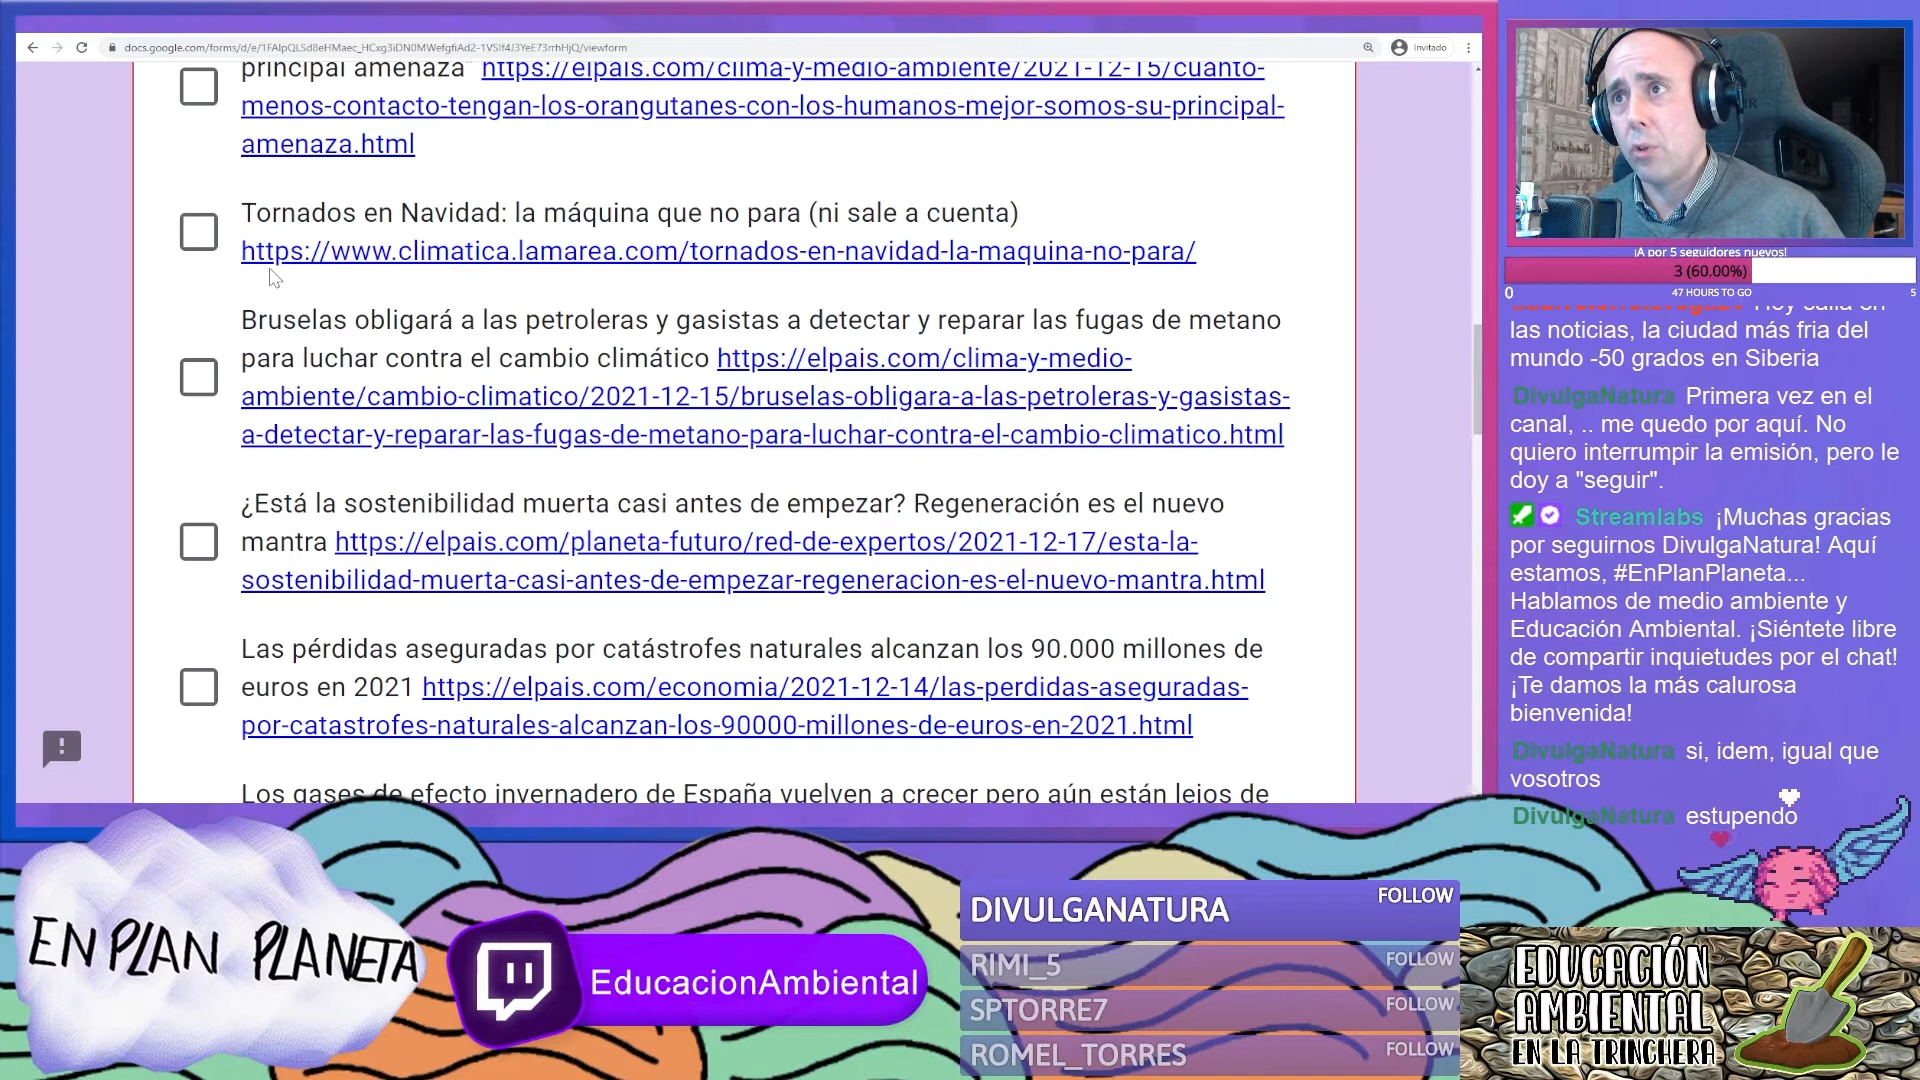 docs.google.com/forms/d/e/1FAIpQLSd8eHMaec_HCxg3iDN0MWefgfiAd2-1VSIf4J3YeE73rrhHjQ/viewform
Invitado
principal amenaza" https://elpais.com/clima-y-medio-ambiente/2021-12-15/cuanto-
menos-contacto-tengan-los-orangutanes-con-los-humanos-mejor-somos-su-principal-
amenaza.html
Tornados en Navidad: la máquina que no para (ni sale a cuenta)
https://www.climatica.lamarea.com/tornados-en-navidad-la-maquina-no-para/
Bruselas obligará a las petroleras y gasistas a detectar y reparar las fugas de metano
para luchar contra el cambio climático https://elpais.com/clima-y-medio-
ambiente/cambio-climatico/2021-12-15/bruselas-obligara-a-las-petroleras-y-gasistas-
a-detectar-y-reparar-las-fugas-de-metano-para-luchar-contra-el-cambio-climatico.html
¿Está la sostenibilidad muerta casi antes de empezar? Regeneración es el nuevo
mantra https://elpais.com/planeta-futuro/red-de-expertos/2021-12-17/esta-la-
sostenibilidad-muerta-casi-antes-de-empezar-regeneracion-es-el-nuevo-mantra.html
Las pérdidas aseguradas por catástrofes naturales alcanzan los 90.000 millones de
euros en 2021 https://elpais.com/economia/2021-12-14/las-perdidas-aseguradas-
por-catastrofes-naturales-alcanzan-los-90000-millones-de-euros-en-2021.html
Los gases de efecto invernadero de España vuelven a crecer pero aún están lejos de
¡A por 5 seguidores nuevos!
3 (60.00%)
0 47 HOURS TO GO 5
Hoy salía en
las noticias, la ciudad más fria del
mundo -50 grados en Siberia
DivulgaNatura Primera vez en el
canal, .. me quedo por aquí. No
quiero interrumpir la emisión, pero le
doy a "seguir".
Streamlabs ¡Muchas gracias
por seguirnos DivulgaNatura! Aquí
estamos, #EnPlanPlaneta...
Hablamos de medio ambiente y
Educación Ambiental. ¡Siéntete libre
de compartir inquietudes por el chat!
¡Te damos la más calurosa
bienvenida!
DivulgaNatura si, idem, igual que
vosotros
DivulgaNatura estupendo
EN PLAN PLANETA
EducacionAmbiental
DIVULGANATURA FOLLOW
RIMI_5 FOLLOW
SPTORRE7 FOLLOW
ROMEL_TORRES FOLLOW
EDUCACIÓN
AMBIENTAL
EN LA TRINCHERA